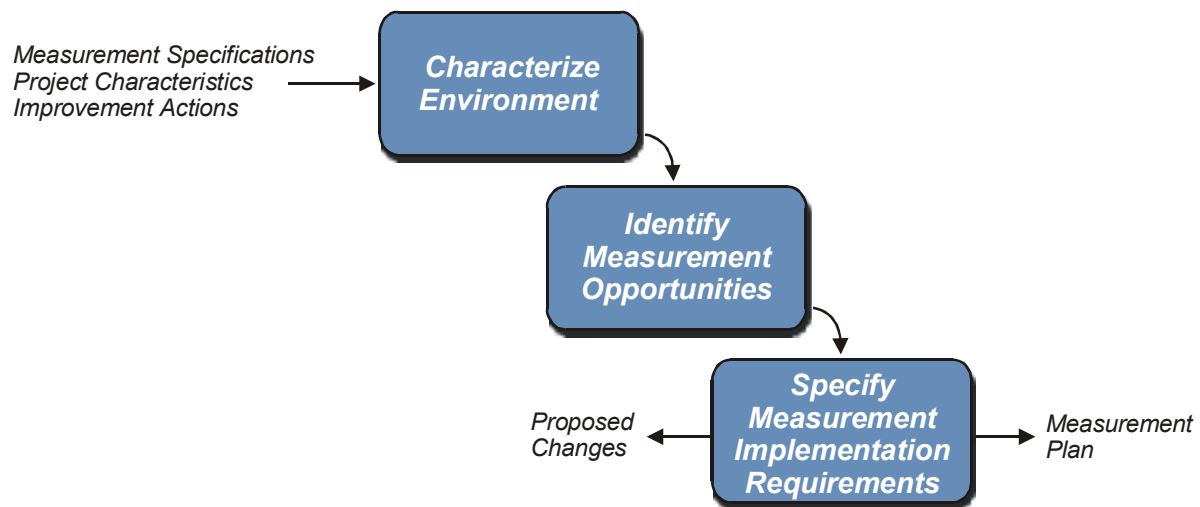 Measurement Specifications
Project Characteristics
Improvement Actions
Characterize
Environment
Identify
Measurement
Opportunities
Specify
Measurement
Implementation
Requirements
Proposed
Changes
Measurement
Plan